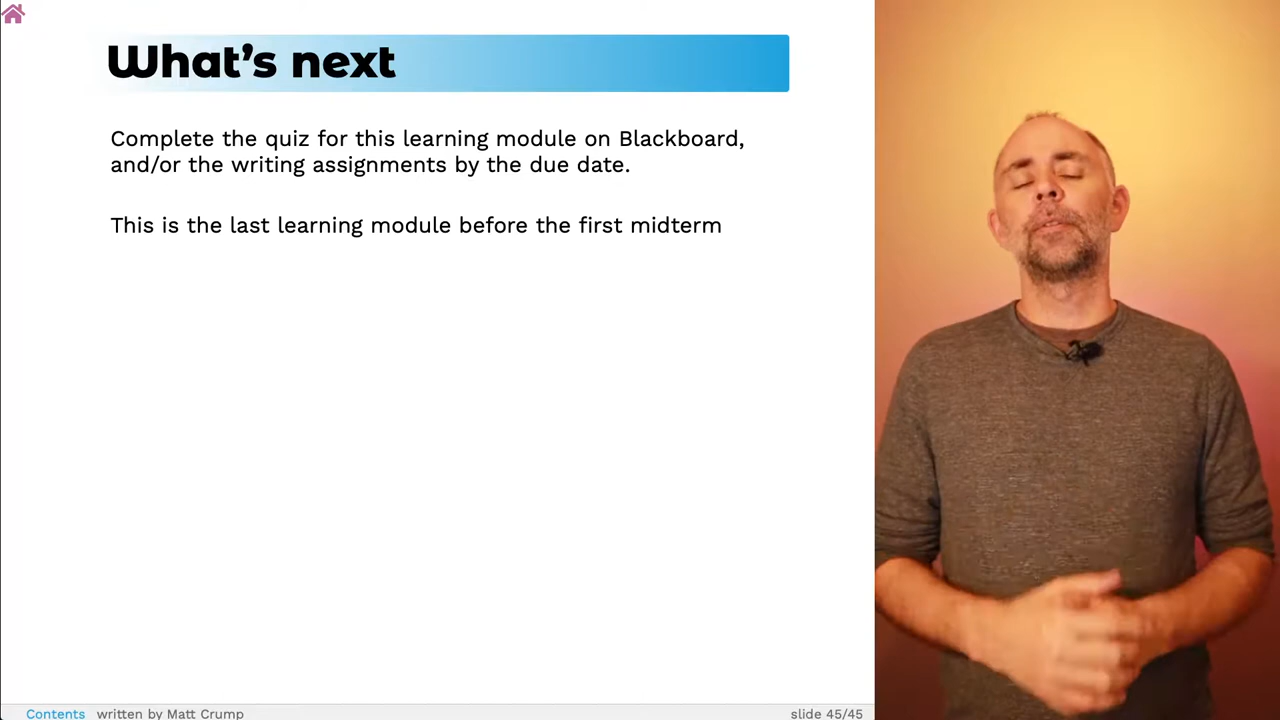 What's next
Complete the quiz for this learning module on Blackboard,
and/or the writing assignments by the due date.
This is the last learning module before the first midterm
Contents written by Matt Crump
slide 45/45